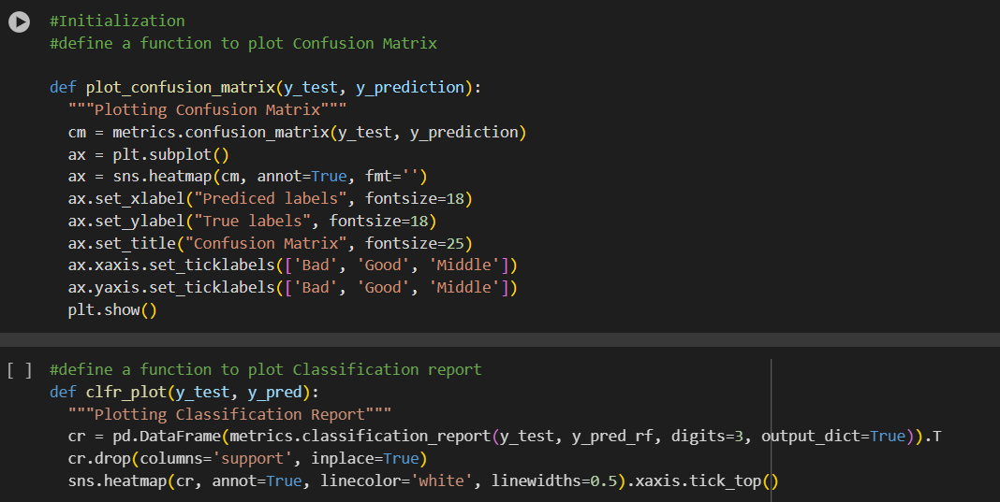 #Initialization
#define a function to plot Confusion Matrix
def plot_confusion_matrix(y_test, y_prediction):
"""Plotting Confusion Matrix"""
cm = metrics.confusion_matrix(y_test, y_prediction)
ax = plt.subplot()
ax = sns.heatmap(cm, annot=True, fmt='')
ax.set_xlabel("Prediced labels", fontsize=18)
ax.set_ylabel("True labels", fontsize=18)
ax.set_title("Confusion Matrix", fontsize=25)
ax.xaxis.set_ticklabels(['Bad', 'Good', 'Middle'])
ax.yaxis.set_ticklabels(['Bad', 'Good', 'Middle'])
plt.show()
[ ] #define a function to plot Classification report
def clfr_plot(y_test, y_pred):
"""Plotting Classification Report"""
cr = pd.DataFrame(metrics.classification_report(y_test, y_pred_rf, digits=3, output_dict=True)).T
cr.drop(columns='support', inplace=True)
sns.heatmap(cr, annot=True, linecolor='white', linewidths=0.5).xaxis.tick_top()